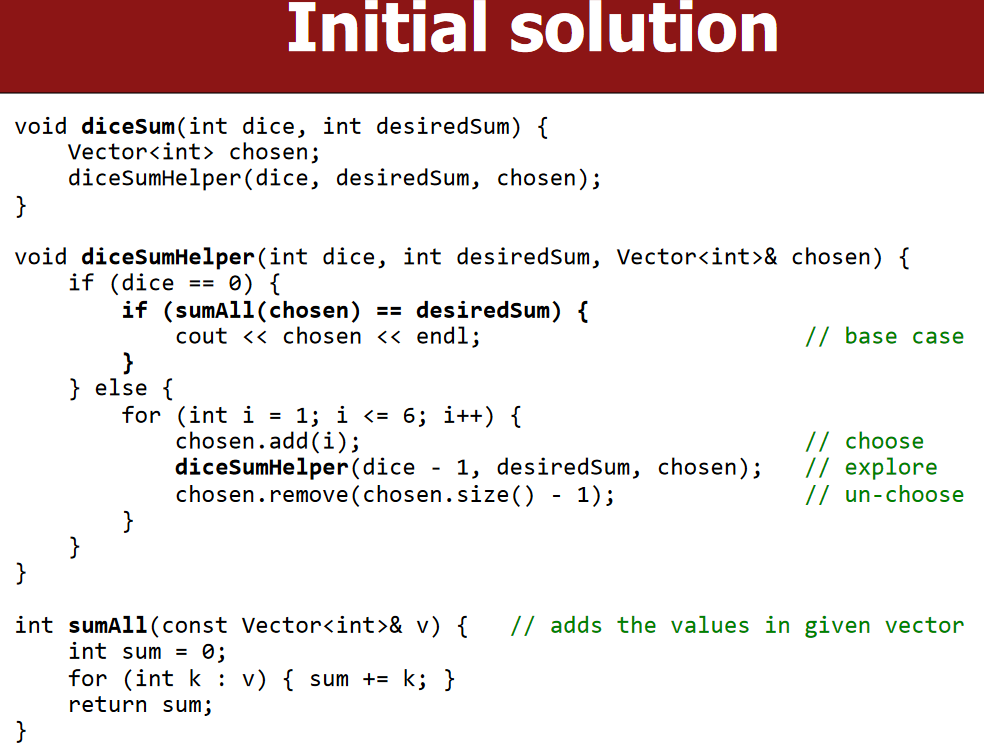 Initial solution
void diceSum(int dice, int desiredSum) {
    Vector<int> chosen;
    diceSumHelper(dice, desiredSum, chosen);
}
void diceSumHelper(int dice, int desiredSum, Vector<int>& chosen) {
    if (dice == 0) {
        if (sumAll(chosen) == desiredSum) {
            cout << chosen << endl;                        // base case
        }
    } else {
        for (int i = 1; i <= 6; i++) {
            chosen.add(i);                                 // choose
            diceSumHelper(dice - 1, desiredSum, chosen);   // explore
            chosen.remove(chosen.size() - 1);              // un-choose
        }
    }
}
int sumAll(const Vector<int>& v) {   // adds the values in given vector
    int sum = 0;
    for (int k : v) { sum += k; }
    return sum;
}